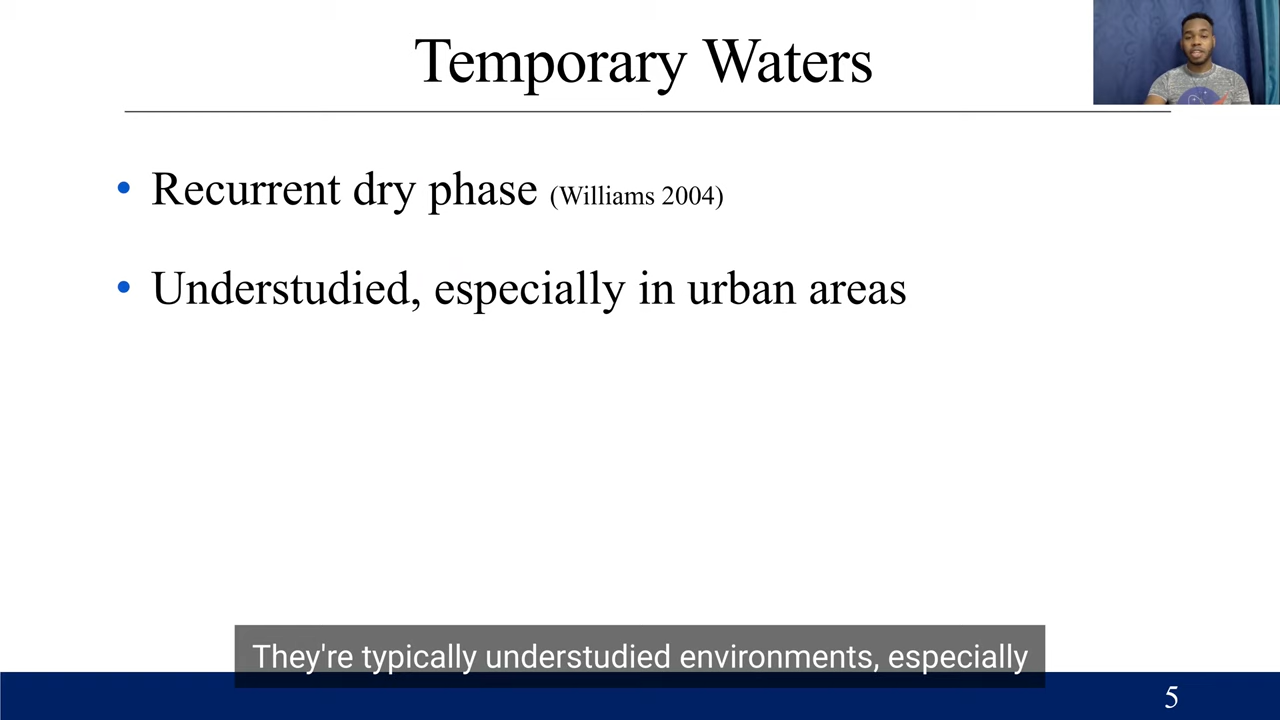 Temporary Waters
• Recurrent dry phase (Williams 2004)
• Understudied, especially in urban areas
They're typically understudied environments, especially
5